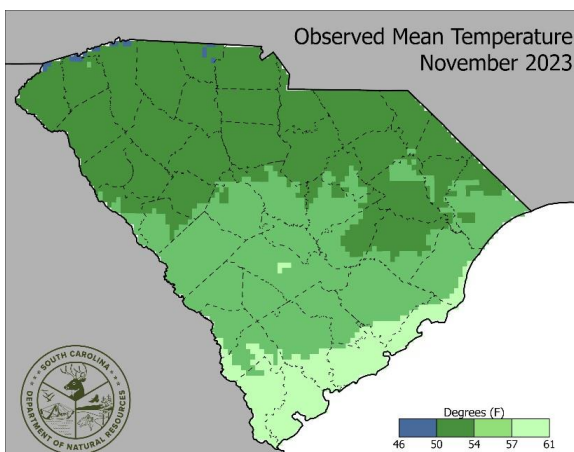 Observed Mean Temperature
November 2023
SOUTH CAROLINA
DEPARTMENT OF NATURAL RESOURCES
Degrees (F)
46 50 54 57 61